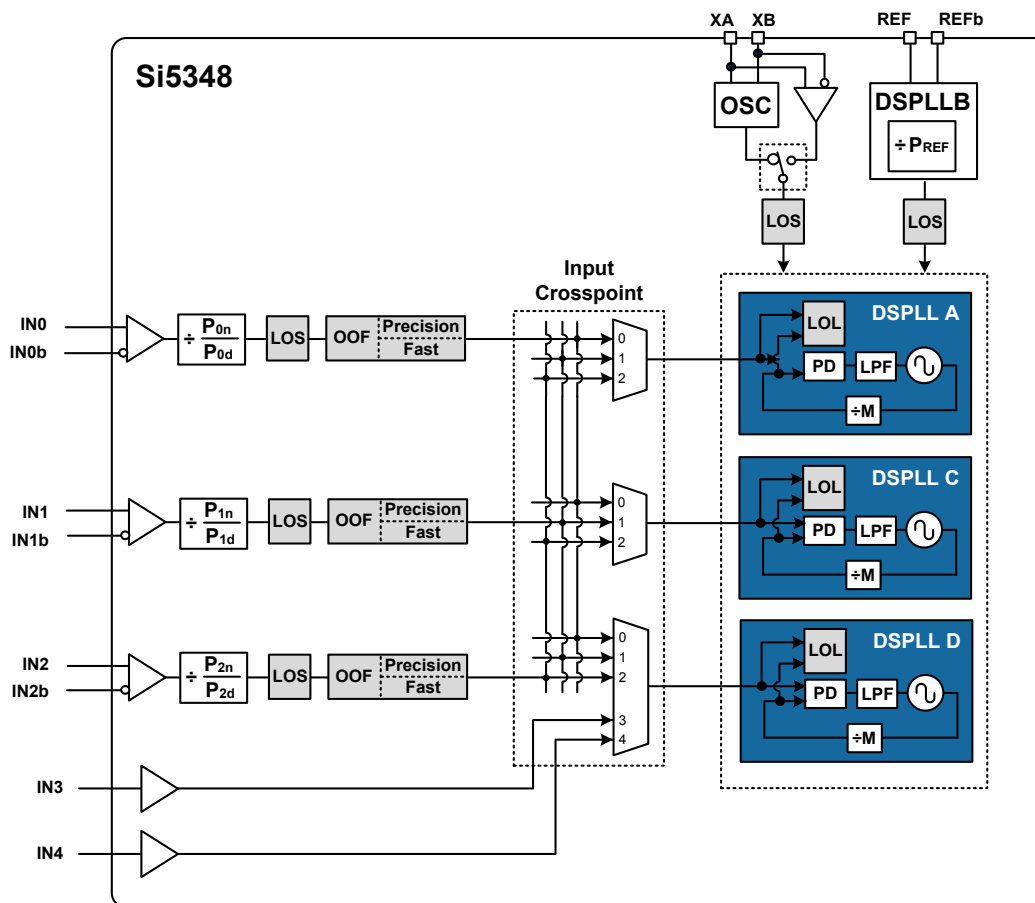 XA XB REF REFb
Si5348
OSC
DSPLLB
÷ PREF
LOS
LOS
Input
Crosspoint
IN0
IN0b
÷ P0n
P0d
LOS
OOF
Precision
Fast
0
1
2
DSPLL A
LOL
PD
LPF
÷M
IN1
IN1b
÷ P1n
P1d
LOS
OOF
Precision
Fast
0
1
2
DSPLL C
LOL
PD
LPF
÷M
IN2
IN2b
÷ P2n
P2d
LOS
OOF
Precision
Fast
0
1
2
3
4
DSPLL D
LOL
PD
LPF
÷M
IN3
IN4